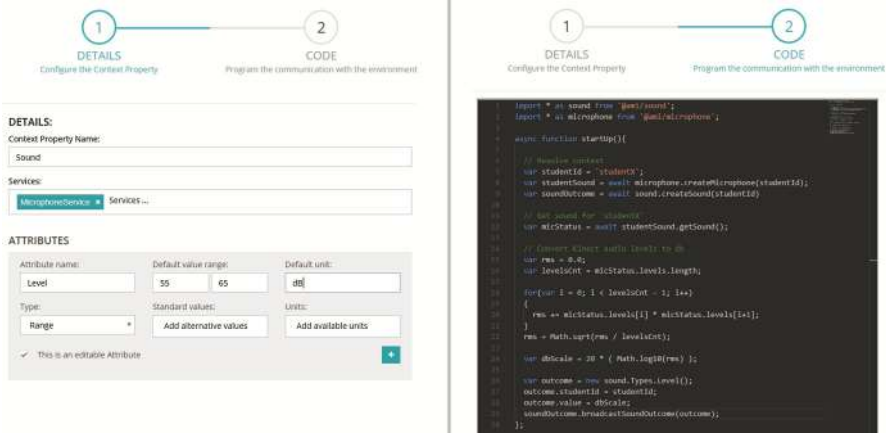 1
2
DETAILS
CODE
Configure the Context Property
Program the communication with the environment
DETAILS:
Context Property Name:
Sound
Services:
MicrophoneService × Services ...
ATTRIBUTES
Attribute name:
Default value range:
Default unit:
Level
55
65
dB
Type:
Standard values:
Units:
Range
Add alternative values
Add available units
This is an editable Attribute
+
1
2
DETAILS
CODE
Configure the Context Property
Program the communication with the environment
import * as sound from '@ami/sound';
import * as microphone from '@ami/microphone';
async function startUp(){
// Resolve context
var studentId = 'studentX';
var studentSound = await microphone.createMicrophone(studentId);
var soundOutcome = await sound.createSound(studentId)
// Get sound for 'studentX'
var micStatus = await studentSound.getSound();
// Convert Kinect audio levels to db
var rms = 0.0;
var levelsCnt = micStatus.levels.length;
for(var i = 0; i < levelsCnt - 1; i++)
{
rms += micStatus.levels[i] * micStatus.levels[i+1];
}
rms = Math.sqrt(rms / levelsCnt);
var dbScale = 20 * ( Math.log10(rms) );
var outcome = new sound.Types.Level();
outcome.studentId = studentId;
outcome.value = dbScale;
soundOutcome.broadcastSoundOutcome(outcome);
};